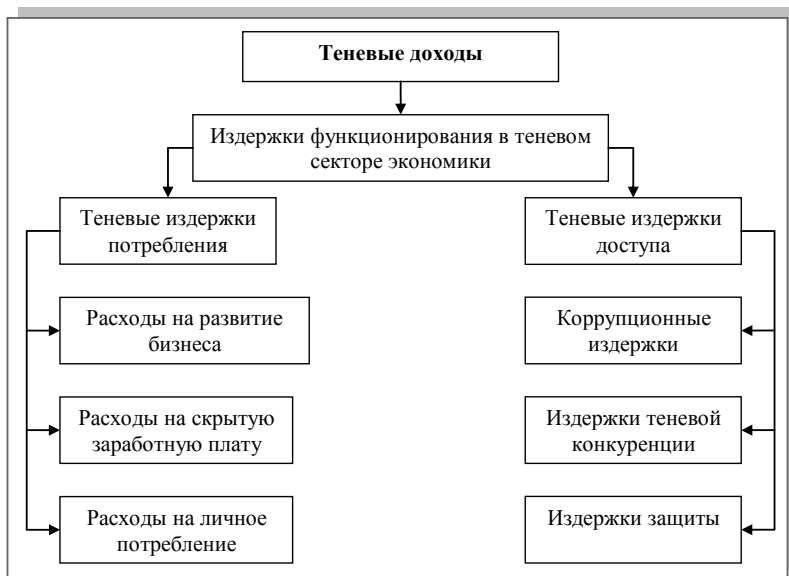 Теневые доходы
Издержки функционирования в теневом
секторе экономики
Теневые издержки
потребления
Теневые издержки
доступа
Расходы на развитие
бизнеса
Коррупционные
издержки
Расходы на скрытую
заработную плату
Издержки теневой
конкуренции
Расходы на личное
потребление
Издержки защиты